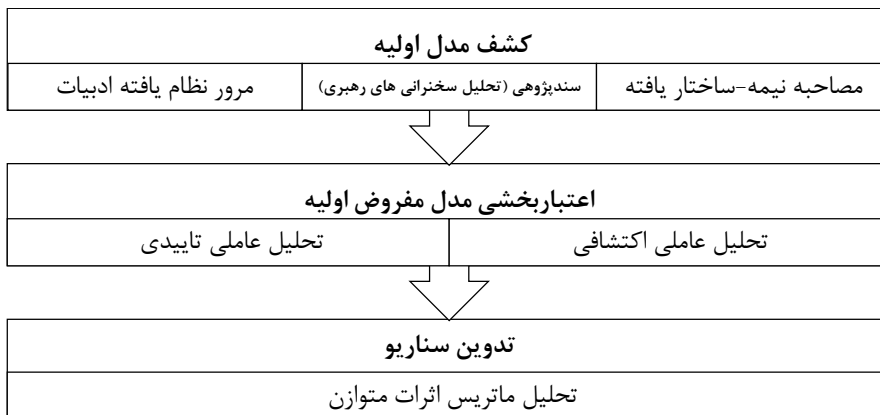 کشف مدل اولیه
مصاحبه نیمه-ساختار یافته
سندپژوهی (تحلیل سخنرانی های رهبری)
مرور نظام یافته ادبیات
اعتباربخشی مدل مفروض اولیه
تحلیل عاملی اکتشافی
تحلیل عاملی تاییدی
تدوین سناریو
تحلیل ماتریس اثرات متوازن